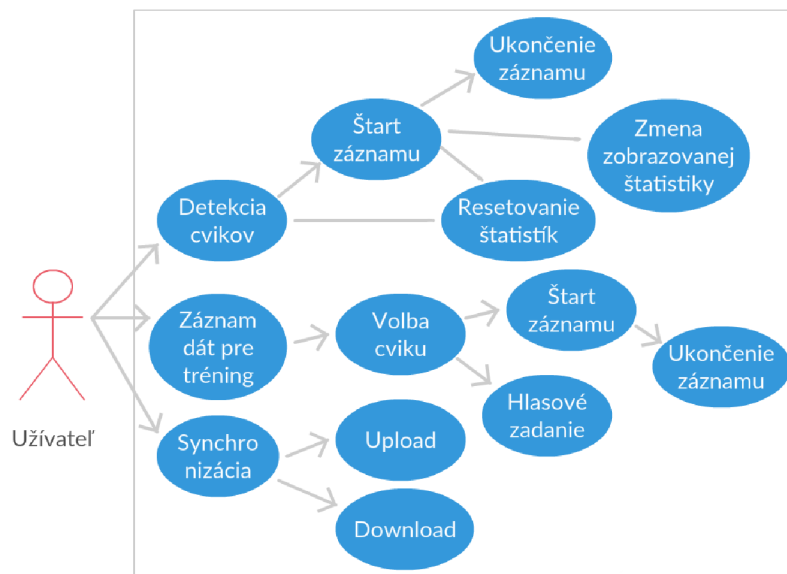 Ukončenie
záznamu
Štart
záznamu
Zmena
zobrazovanej
štatistiky
Detekcia
cvikov
Resetovanie
štatistík
Štart
záznamu
Záznam
dát pre
tréning
Volba
cviku
Ukončenie
záznamu
Hlasové
zadanie
Užívateľ
Synchro
nizácia
Upload
Download